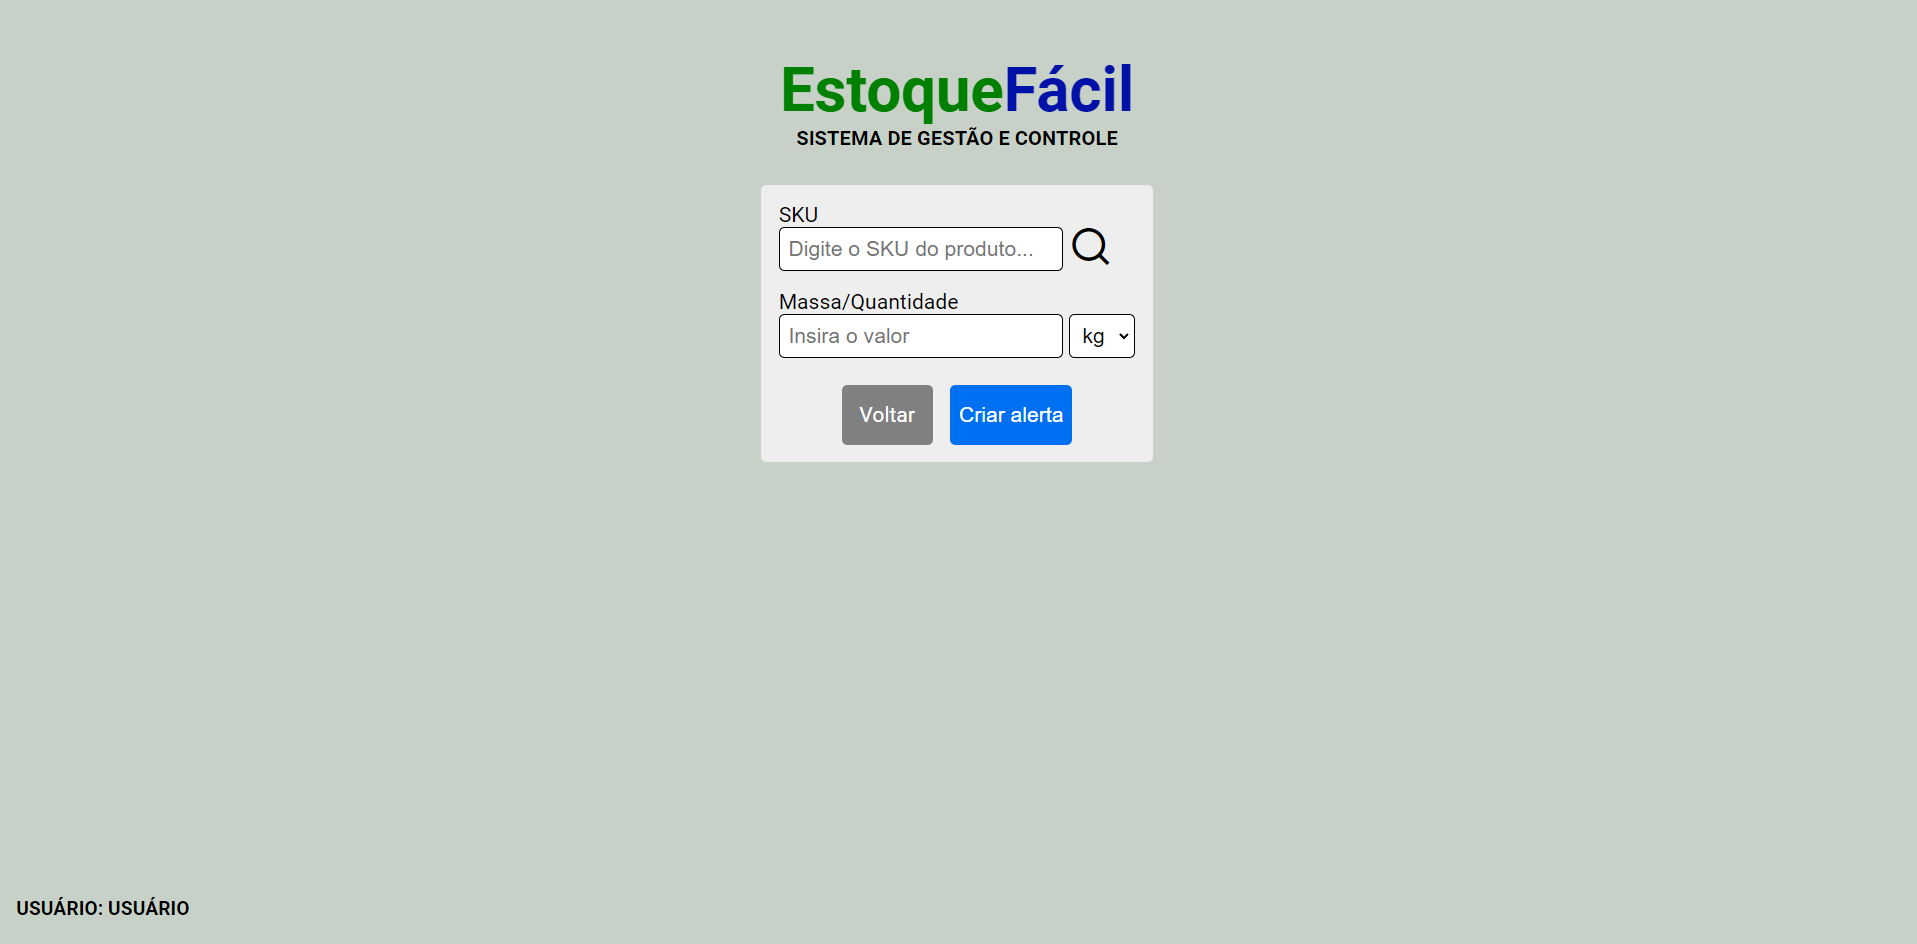 EstoqueFácil
SISTEMA DE GESTÃO E CONTROLE
SKU
Digite o SKU do produto...
Massa/Quantidade
Insira o valor
kg
Voltar
Criar alerta
USUÁRIO: USUÁRIO